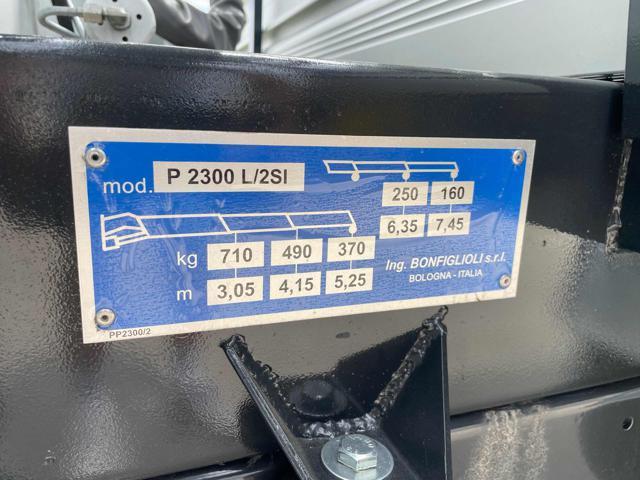 mod. P 2300 L/2SI
250 160
6,35 7,45
kg 710 490 370
m 3,05 4,15 5,25
Ing. BONFIGLIOLI s.r.l.
BOLOGNA - ITALIA
PP2300/2